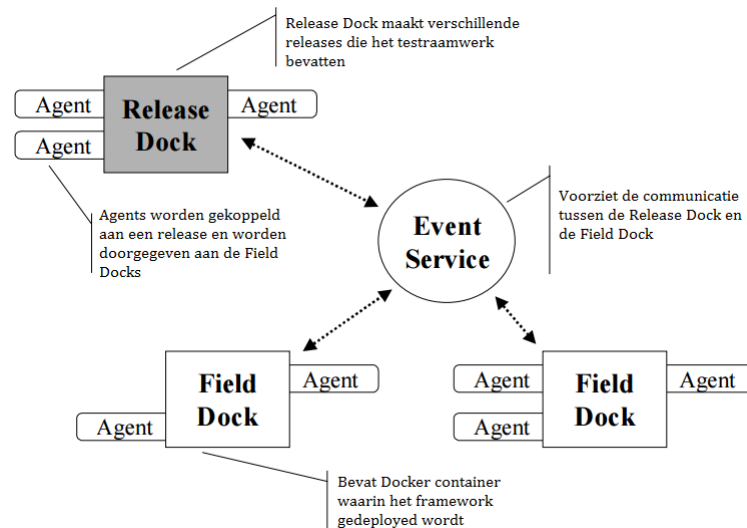 Release Dock maakt verschillende
releases die het testraamwerk
bevatten
Agent
Release
Dock
Agent
Agent
Agents worden gekoppeld
aan een release en worden
doorgegeven aan de Field
Docks
Event
Service
Voorziet de communicatie
tussen de Release Dock en
de Field Dock
Field
Dock
Agent
Agent
Agent
Field
Dock
Agent
Agent
Bevat Docker container
waarin het framework
gedeployed wordt